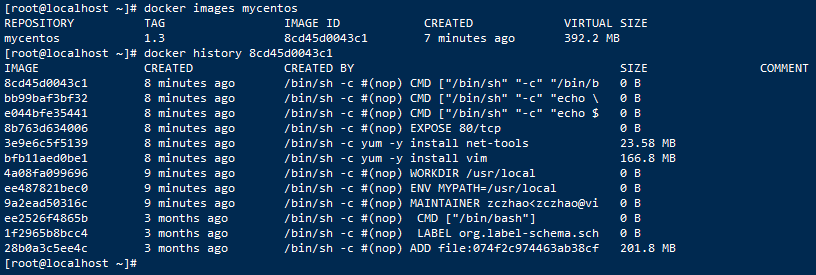 [root@localhost ~]# docker images mycentos
REPOSITORY TAG IMAGE ID CREATED VIRTUAL SIZE
mycentos 1.3 8cd45d0043c1 7 minutes ago 392.2 MB
[root@localhost ~]# docker history 8cd45d0043c1
IMAGE CREATED CREATED BY SIZE COMMENT
8cd45d0043c1 8 minutes ago /bin/sh -c #(nop) CMD ["/bin/sh" "-c" "/bin/b 0 B
bb99baf3bf32 8 minutes ago /bin/sh -c #(nop) CMD ["/bin/sh" "-c" "echo \ 0 B
e044bfe35441 8 minutes ago /bin/sh -c #(nop) CMD ["/bin/sh" "-c" "echo $ 0 B
8b763d634006 8 minutes ago /bin/sh -c #(nop) EXPOSE 80/tcp 0 B
3e9e6c5f5139 8 minutes ago /bin/sh -c yum -y install net-tools 23.58 MB
bfb11aed0be1 8 minutes ago /bin/sh -c yum -y install vim 166.8 MB
4a08fa099696 9 minutes ago /bin/sh -c #(nop) WORKDIR /usr/local 0 B
ee487821bec0 9 minutes ago /bin/sh -c #(nop) ENV MYPATH=/usr/local 0 B
9a2ead50316c 9 minutes ago /bin/sh -c #(nop) MAINTAINER zczhao<zczhao@vi 0 B
ee2526f4865b 3 months ago /bin/sh -c #(nop)  CMD ["/bin/bash"] 0 B
1f2965b8bcc4 3 months ago /bin/sh -c #(nop)  LABEL org.label-schema.sch 0 B
28b0a3c5ee4c 3 months ago /bin/sh -c #(nop) ADD file:074f2c974463ab38cf 201.8 MB
[root@localhost ~]#